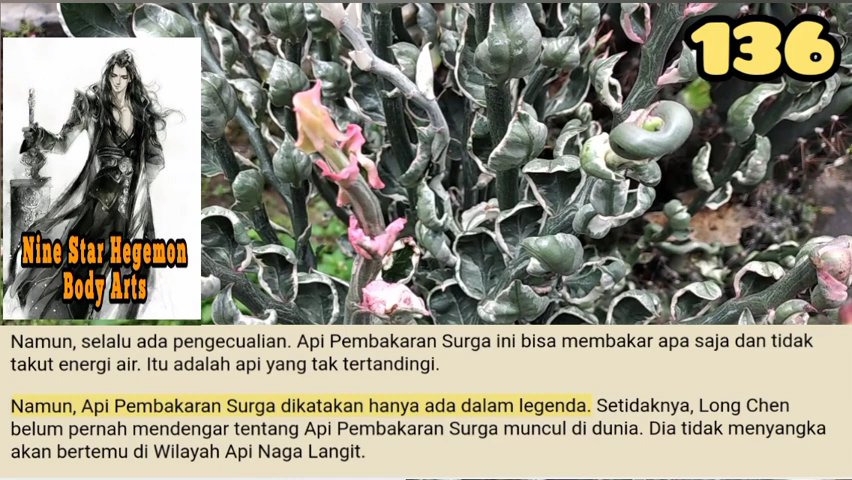 136
Nine Star Hegemon
Body Arts
Namun, selalu ada pengecualian. Api Pembakaran Surga ini bisa membakar apa saja dan tidak
takut energi air. Itu adalah api yang tak tertandingi.
Namun, Api Pembakaran Surga dikatakan hanya ada dalam legenda. Setidaknya, Long Chen
belum pernah mendengar tentang Api Pembakaran Surga muncul di dunia. Dia tidak menyangka
akan bertemu di Wilayah Api Naga Langit.